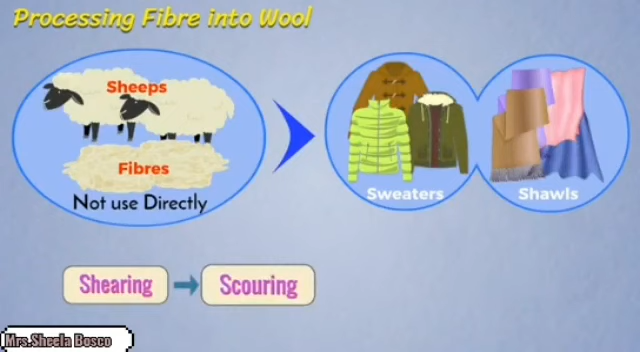 Processing Fibre into Wool
Sheeps
Fibres
Not use Directly
Sweaters
Shawls
Shearing
Scouring
Mrs.Sheela Bosco